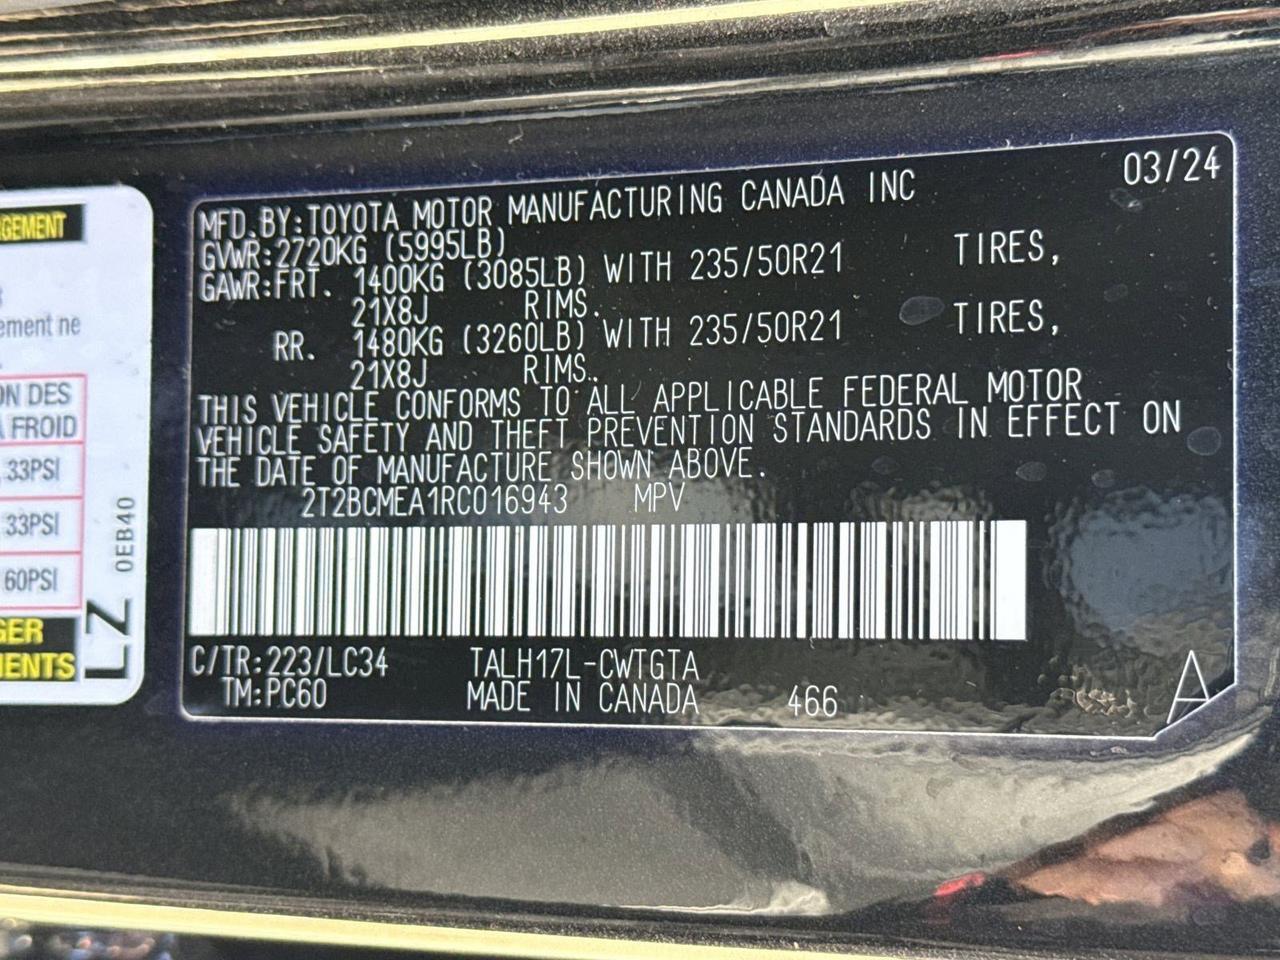 03/24
MFD.BY:TOYOTA MOTOR MANUFACTURING CANADA INC
GVWR:2720KG (5995LB)
GAWR:FRT. 1400KG (3085LB) WITH 235/50R21 TIRES,
21X8J RIMS.
RR. 1480KG (3260LB) WITH 235/50R21 TIRES,
21X8J RIMS.
THIS VEHICLE CONFORMS TO ALL APPLICABLE FEDERAL MOTOR
VEHICLE SAFETY AND THEFT PREVENTION STANDARDS IN EFFECT ON
THE DATE OF MANUFACTURE SHOWN ABOVE.
2T2BCMEA1RC016943 MPV
C/TR:223/LC34 TALH17L-CWTGTA
TM:PC60 MADE IN CANADA 466
A
GEMENT
ement ne
ON DES
A FROID
33PSI
33PSI
60PSI
GER
MENTS
0EB40
LZ